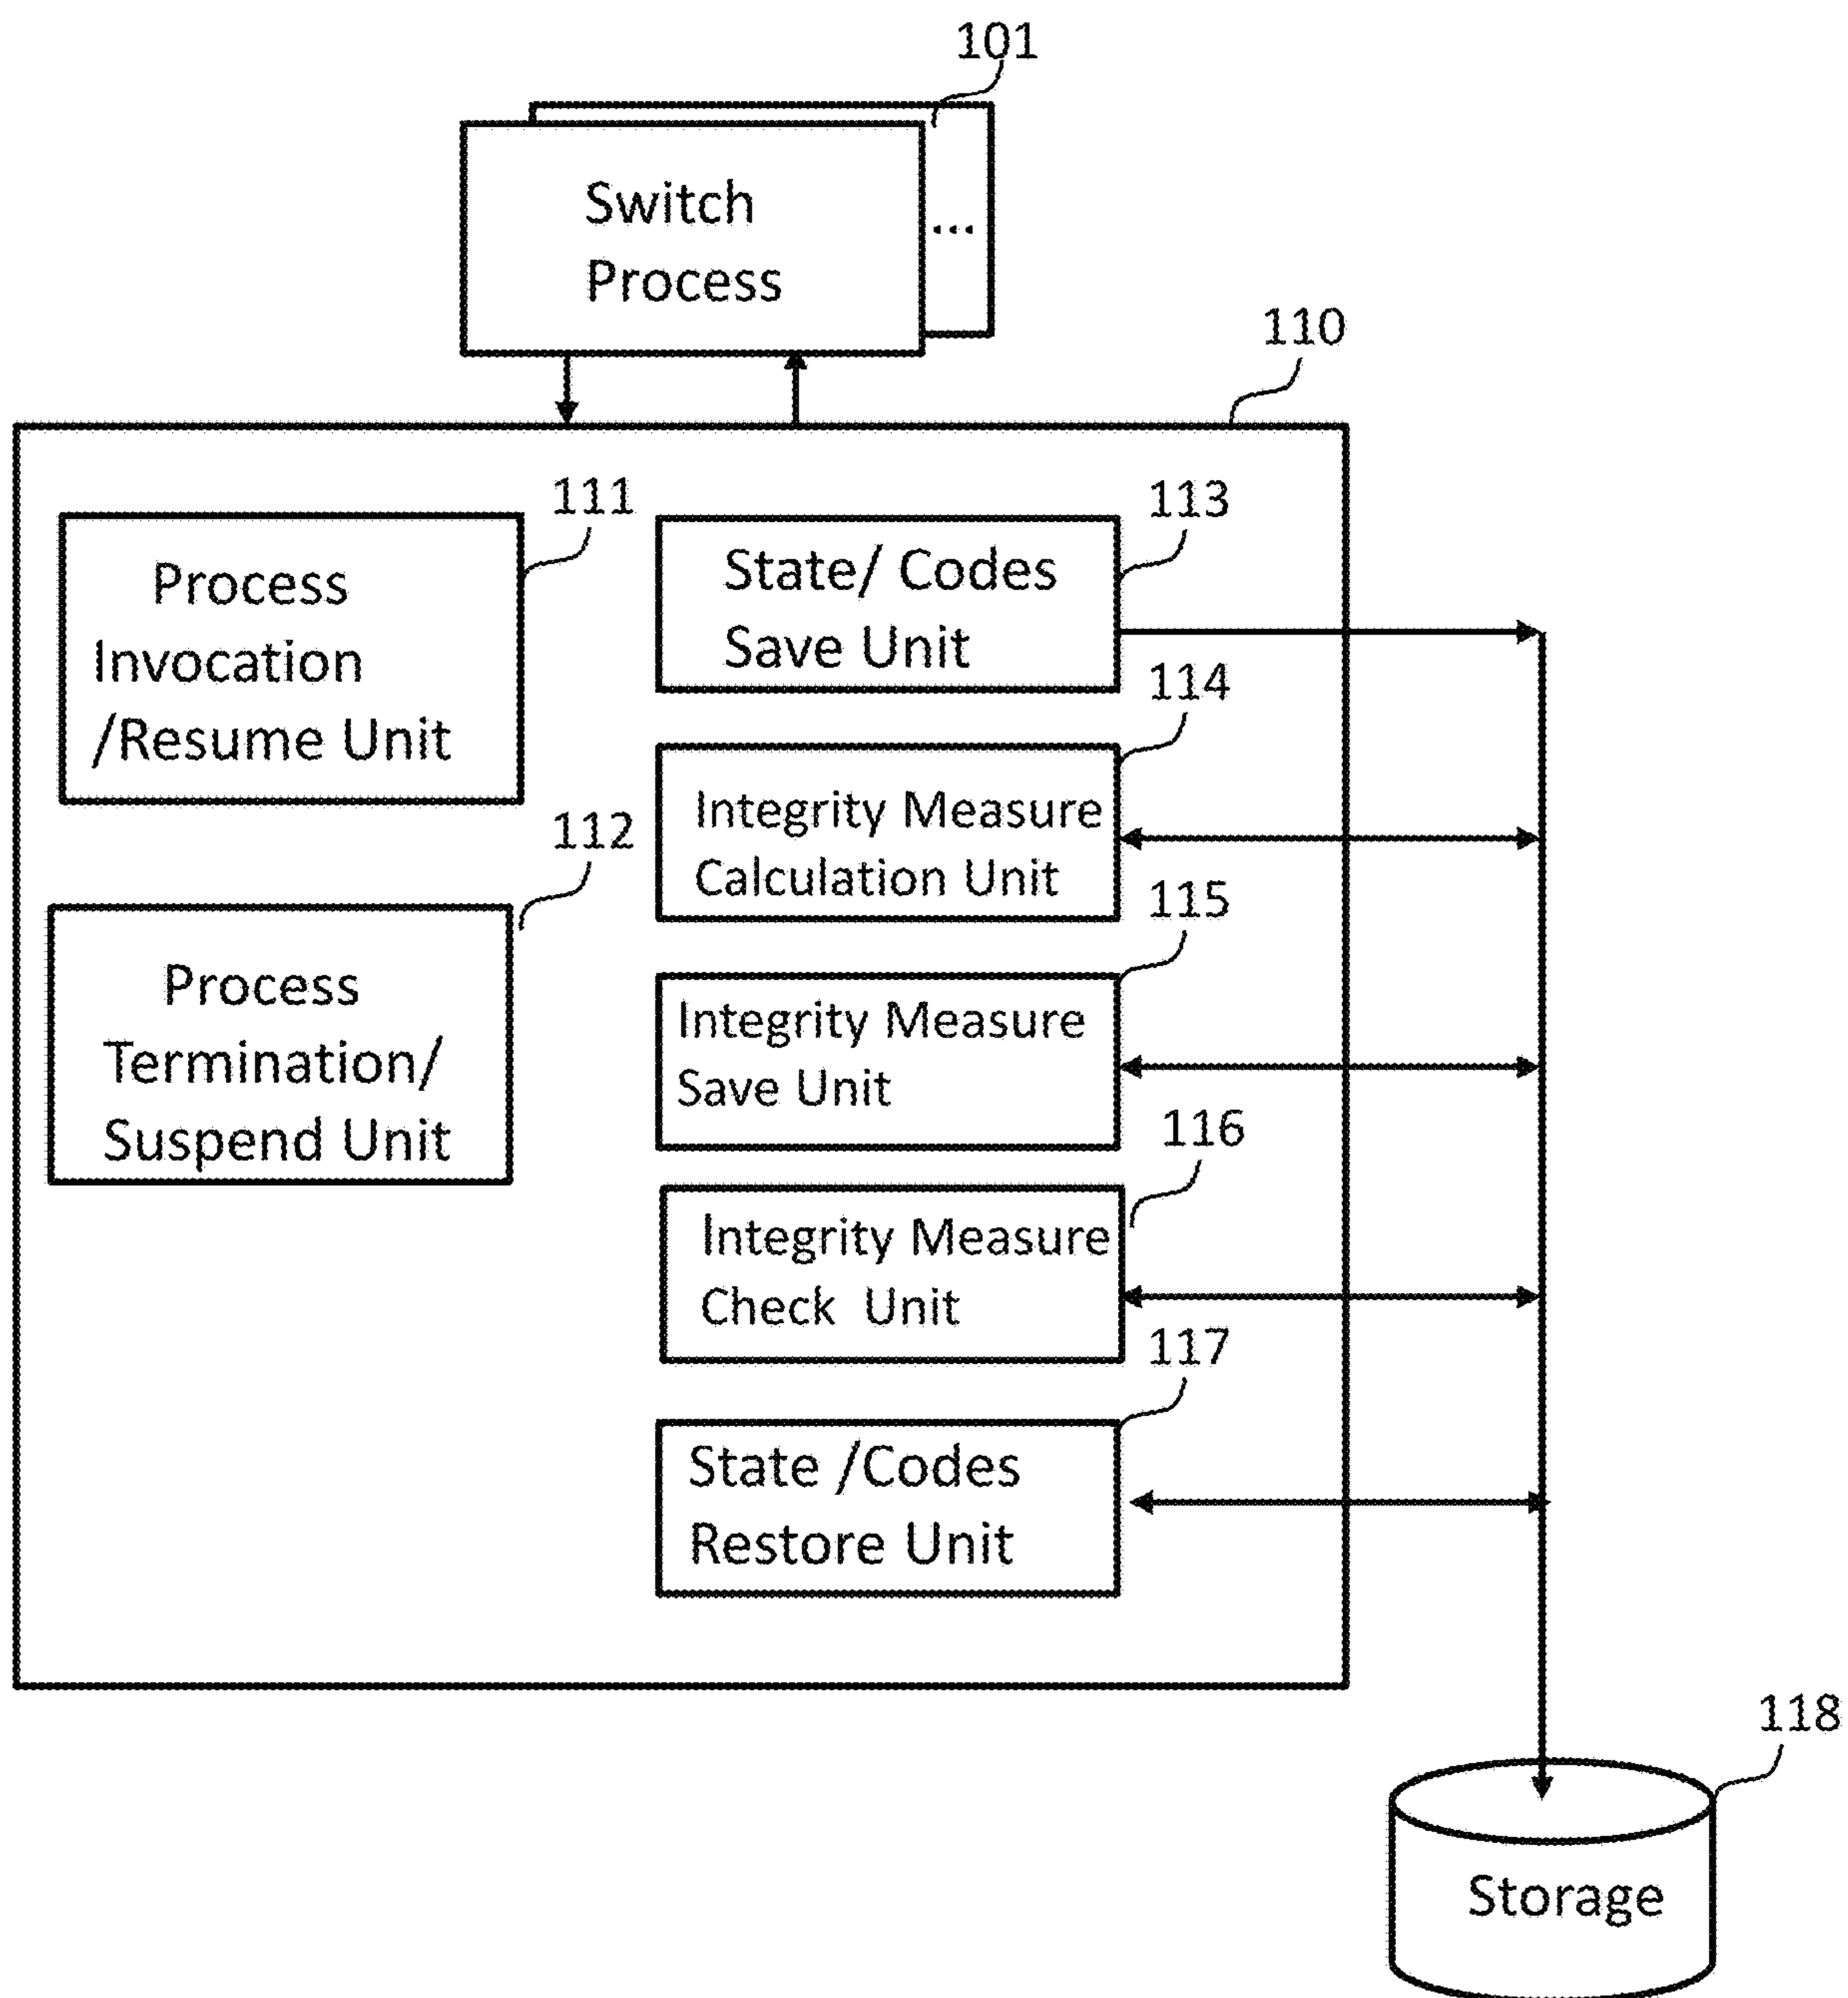 101
Switch
Process
...
110
111
Process
Invocation
/Resume Unit
112
Process
Termination/
Suspend Unit
113
State/ Codes
Save Unit
114
Integrity Measure
Calculation Unit
115
Integrity Measure
Save Unit
116
Integrity Measure
Check Unit
117
State /Codes
Restore Unit
118
Storage